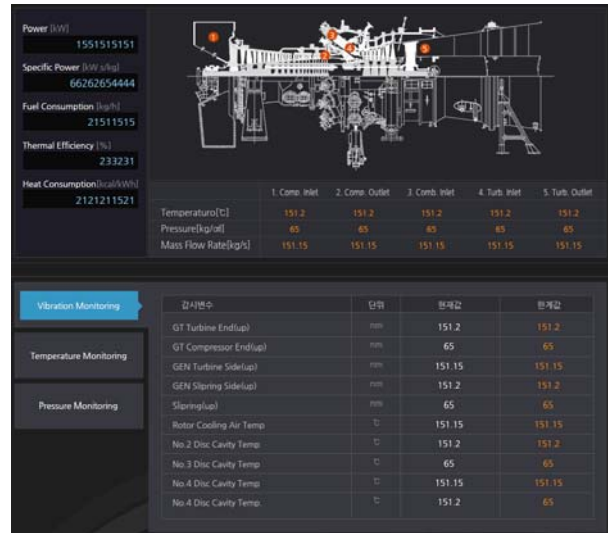 Power [kW]
1551515151
Specific Power [kW s/kg]
66262654444
Fuel Consumption [kg/h]
21511515
Thermal Efficiency [%]
233231
Heat Consumption[kcal/kWh]
2121211521
1 2 3 4 5
1. Comp. Inlet 2. Comp. Outlet 3. Comb. Inlet 4. Turb. Inlet 5. Turb. Outlet
Temperaturo[℃] 151.2 151.2 151.2 151.2 151.2
Pressure[kg/㎠] 65 65 65 65 65
Mass Flow Rate[kg/s] 151.15 151.15 151.15 151.15 151.15
Vibration Monitoring
Temperature Monitoring
Pressure Monitoring
감시변수 단위 현재값 한계값
GT Turbine End(up) mm 151.2 151.2
GT Compressor End(up) mm 65 65
GEN Turbine Side(up) mm 151.15 151.15
GEN Slipring Side(up) mm 151.2 151.2
Slipring(up) mm 65 65
Rotor Cooling Air Temp ℃ 151.15 151.15
No.2 Disc Cavity Temp ℃ 151.2 151.2
No.3 Disc Cavity Temp ℃ 65 65
No.4 Disc Cavity Temp. ℃ 151.15 151.15
No.4 Disc Cavity Temp. ℃ 151.2 65